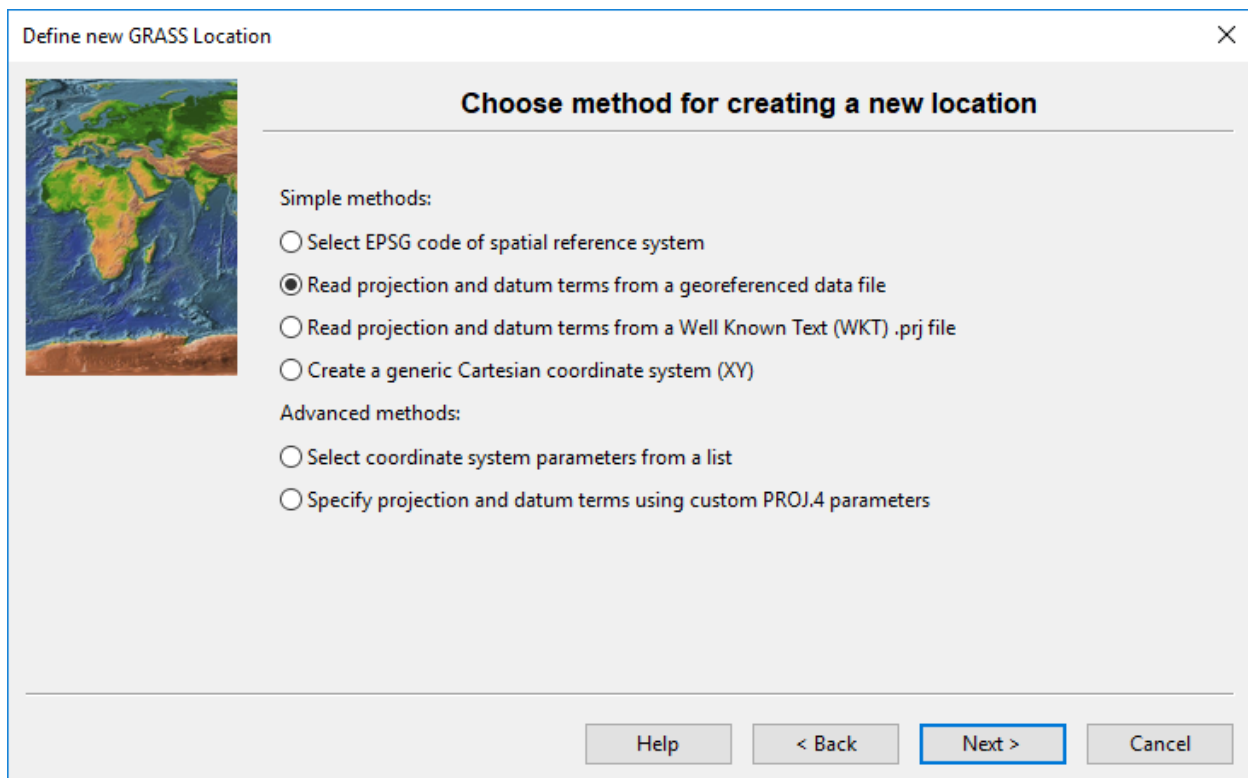 Define new GRASS Location
Choose method for creating a new location
Simple methods:
Select EPSG code of spatial reference system
Read projection and datum terms from a georeferenced data file
Read projection and datum terms from a Well Known Text (WKT) .prj file
Create a generic Cartesian coordinate system (XY)
Advanced methods:
Select coordinate system parameters from a list
Specify projection and datum terms using custom PROJ.4 parameters
Help < Back Next > Cancel